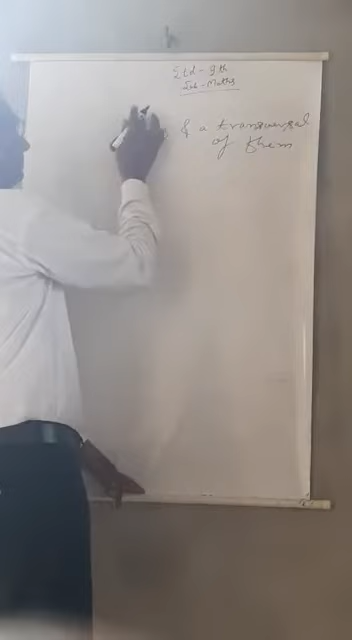 Std - 9th
Sub - Maths
& a transversal
of them